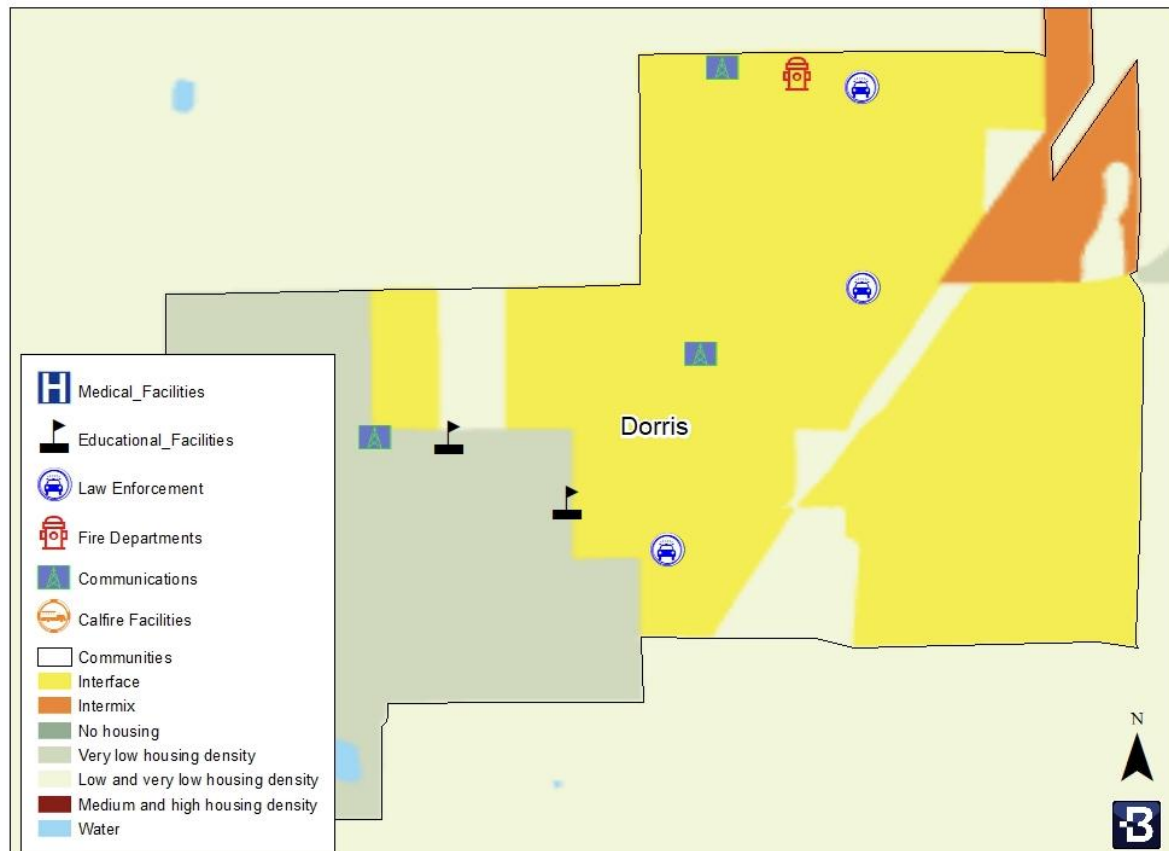 Dorris
Medical_Facilities
Educational_Facilities
Law Enforcement
Fire Departments
Communications
Calfire Facilities
Communities
Interface
Intermix
No housing
Very low housing density
Low and very low housing density
Medium and high housing density
Water
N
B